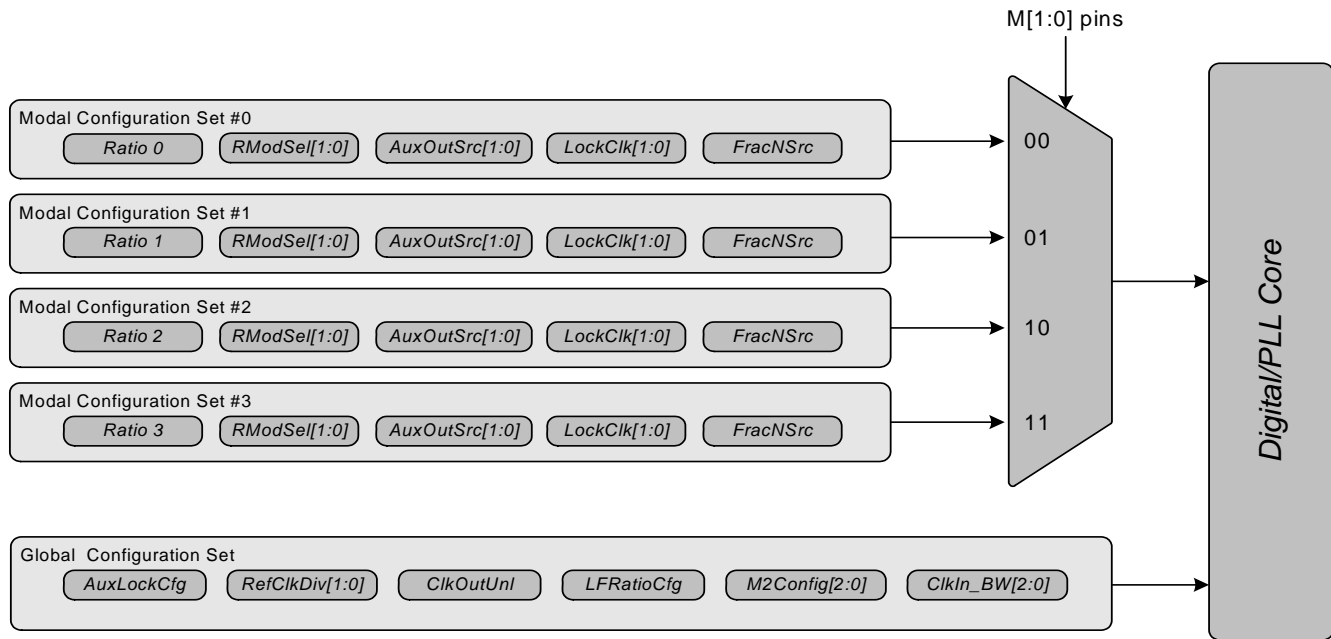 M[1:0] pins
Modal Configuration Set #0
Ratio 0 RModSel[1:0] AuxOutSrc[1:0] LockClk[1:0] FracNSrc
00
Modal Configuration Set #1
Ratio 1 RModSel[1:0] AuxOutSrc[1:0] LockClk[1:0] FracNSrc
01
Modal Configuration Set #2
Ratio 2 RModSel[1:0] AuxOutSrc[1:0] LockClk[1:0] FracNSrc
10
Modal Configuration Set #3
Ratio 3 RModSel[1:0] AuxOutSrc[1:0] LockClk[1:0] FracNSrc
11
Digital/PLL Core
Global Configuration Set
AuxLockCfg RefClkDiv[1:0] ClkOutUnl LFRatioCfg M2Config[2:0] ClkIn_BW[2:0]